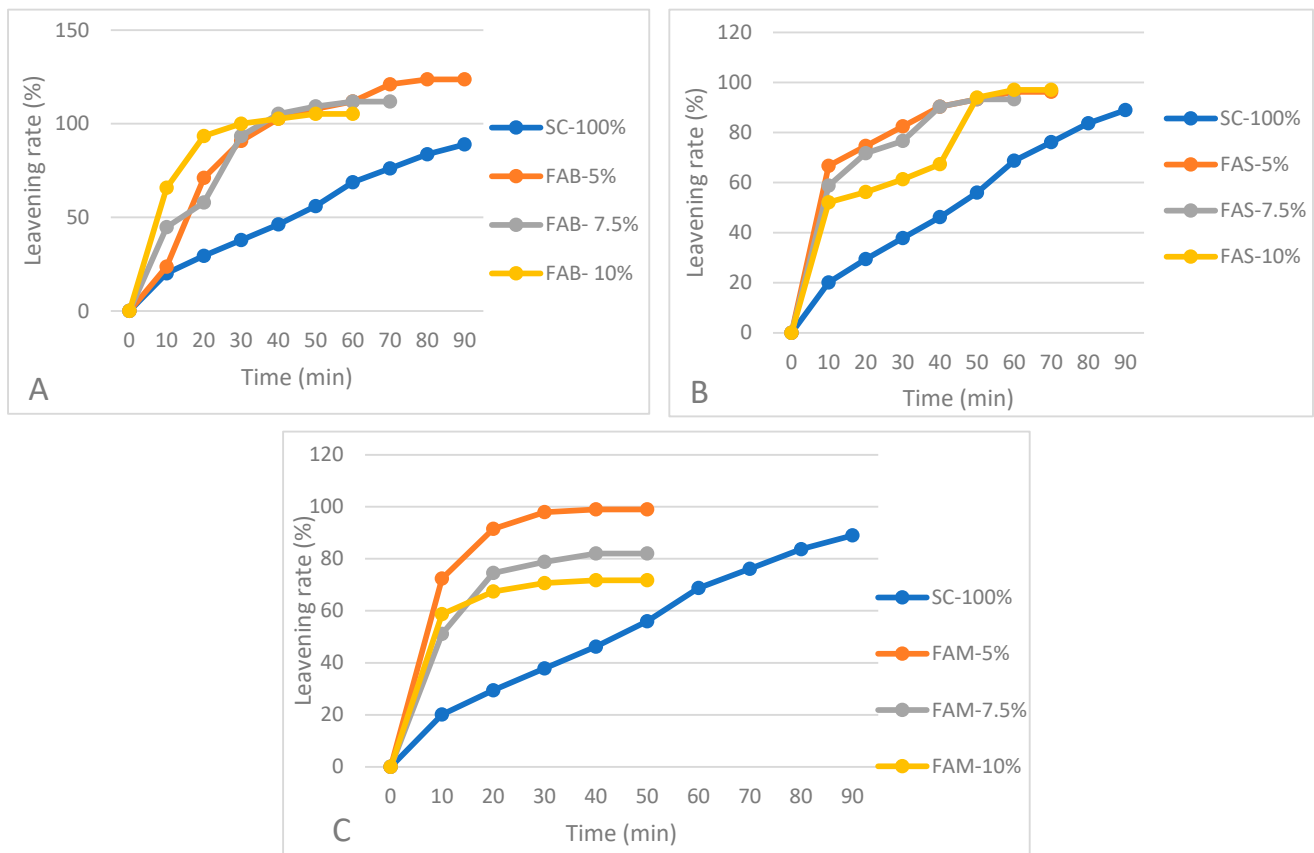 150
100
50
0
Leavening rate (%)
0 10 20 30 40 50 60 70 80 90
Time (min)
A
SC-100%
FAB-5%
FAB- 7.5%
FAB- 10%
120
100
80
60
40
20
0
Leavening rate (%)
0 10 20 30 40 50 60 70 80 90
Time (min)
B
SC-100%
FAS-5%
FAS-7.5%
FAS-10%
120
100
80
60
40
20
0
Leavening rate (%)
0 10 20 30 40 50 60 70 80 90
Time (min)
C
SC-100%
FAM-5%
FAM-7.5%
FAM-10%